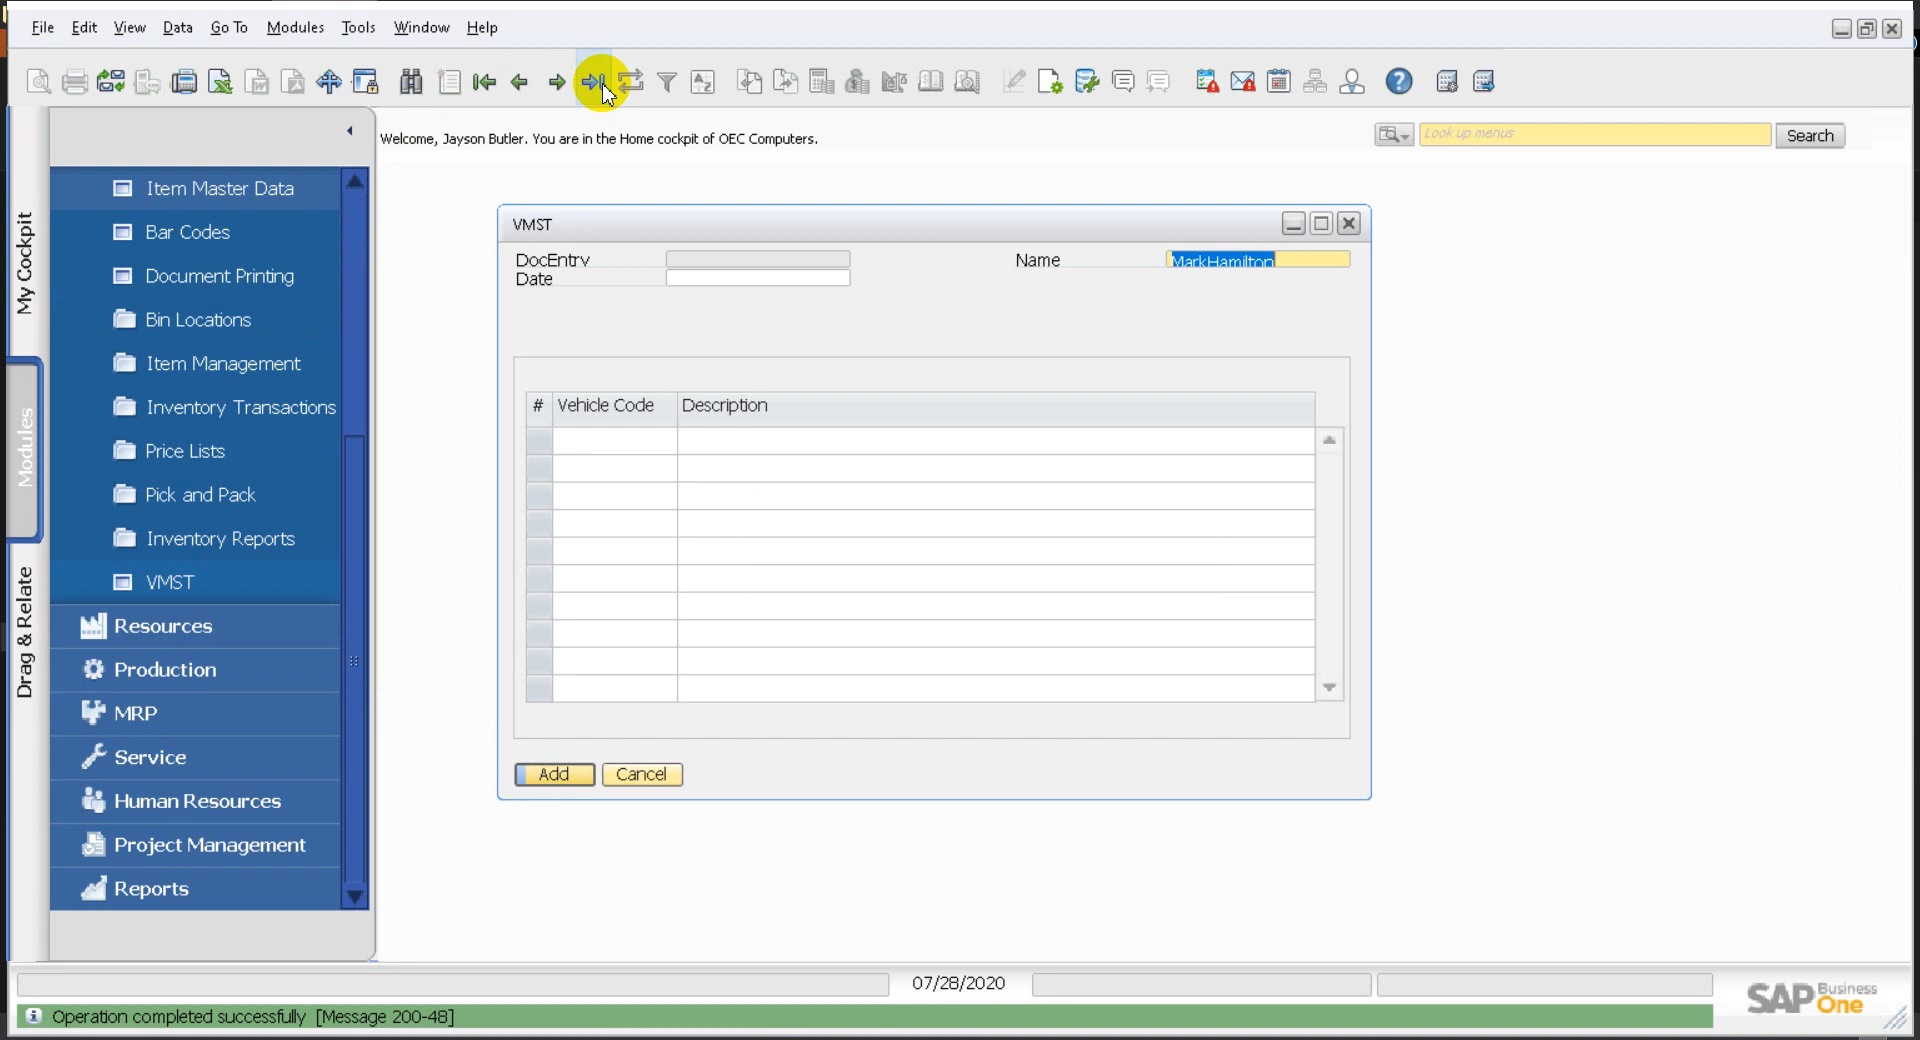 File Edit View Data Go To Modules Tools Window Help
Welcome, Jayson Butler. You are in the Home cockpit of OEC Computers.
Look up menus
Search
My Cockpit
Modules
Drag & Relate
Item Master Data
Bar Codes
Document Printing
Bin Locations
Item Management
Inventory Transactions
Price Lists
Pick and Pack
Inventory Reports
VMST
Resources
Production
MRP
Service
Human Resources
Project Management
Reports
VMST
DocEntry
Name MarkHamilton
Date
# Vehicle Code Description
Add Cancel
07/28/2020
Operation completed successfully [Message 200-48]
SAP Business One